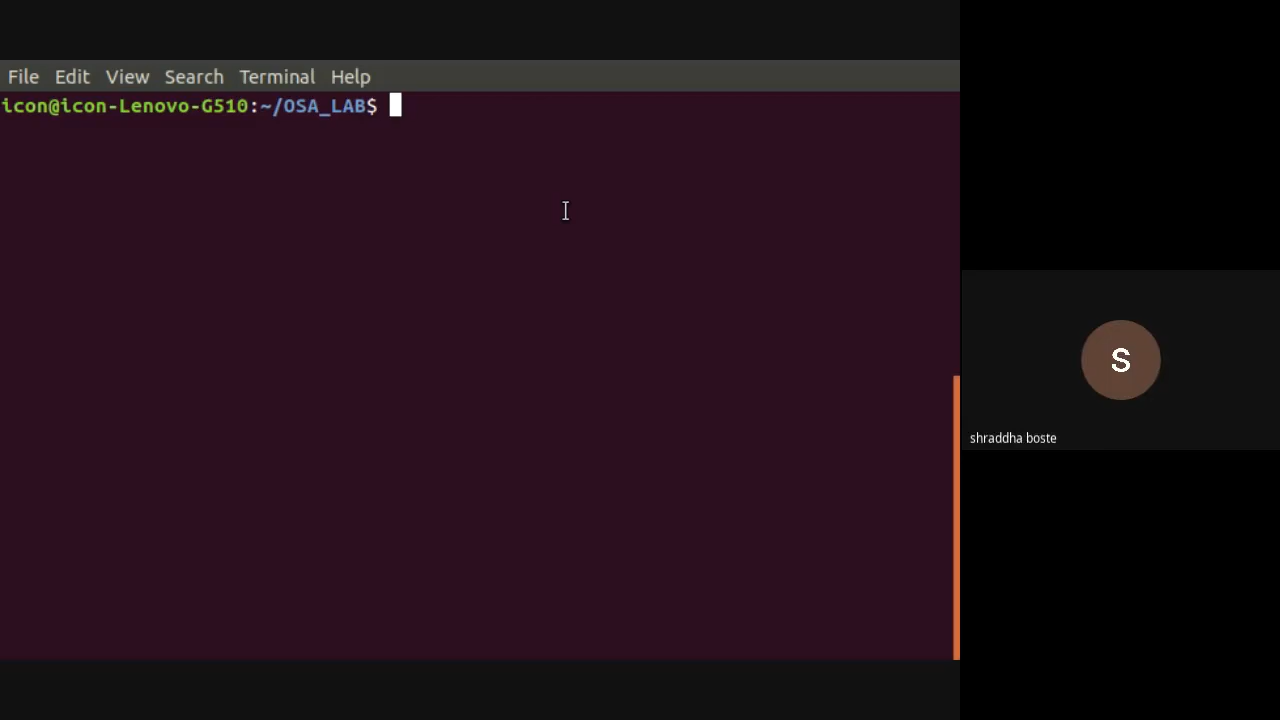 File Edit View Search Terminal Help
icon@icon-Lenovo-G510:~/OSA_LAB$
S
shraddha boste